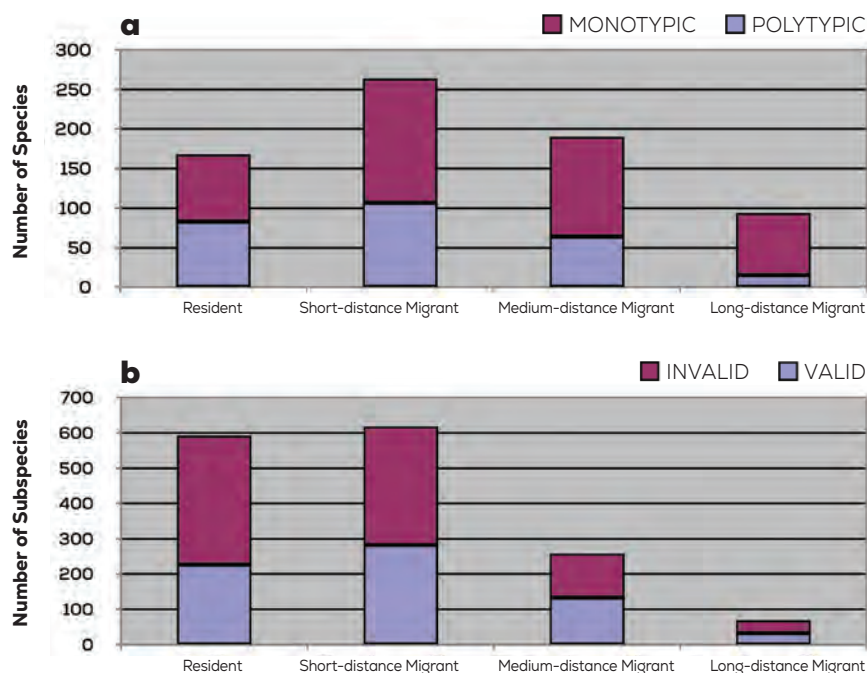 a
MONOTYPIC POLYTYPIC
Number of Species
300
250
200
150
100
50
0
Resident Short-distance Migrant Medium-distance Migrant Long-distance Migrant
b
INVALID VALID
Number of Subspecies
700
600
500
400
300
200
100
0
Resident Short-distance Migrant Medium-distance Migrant Long-distance Migrant